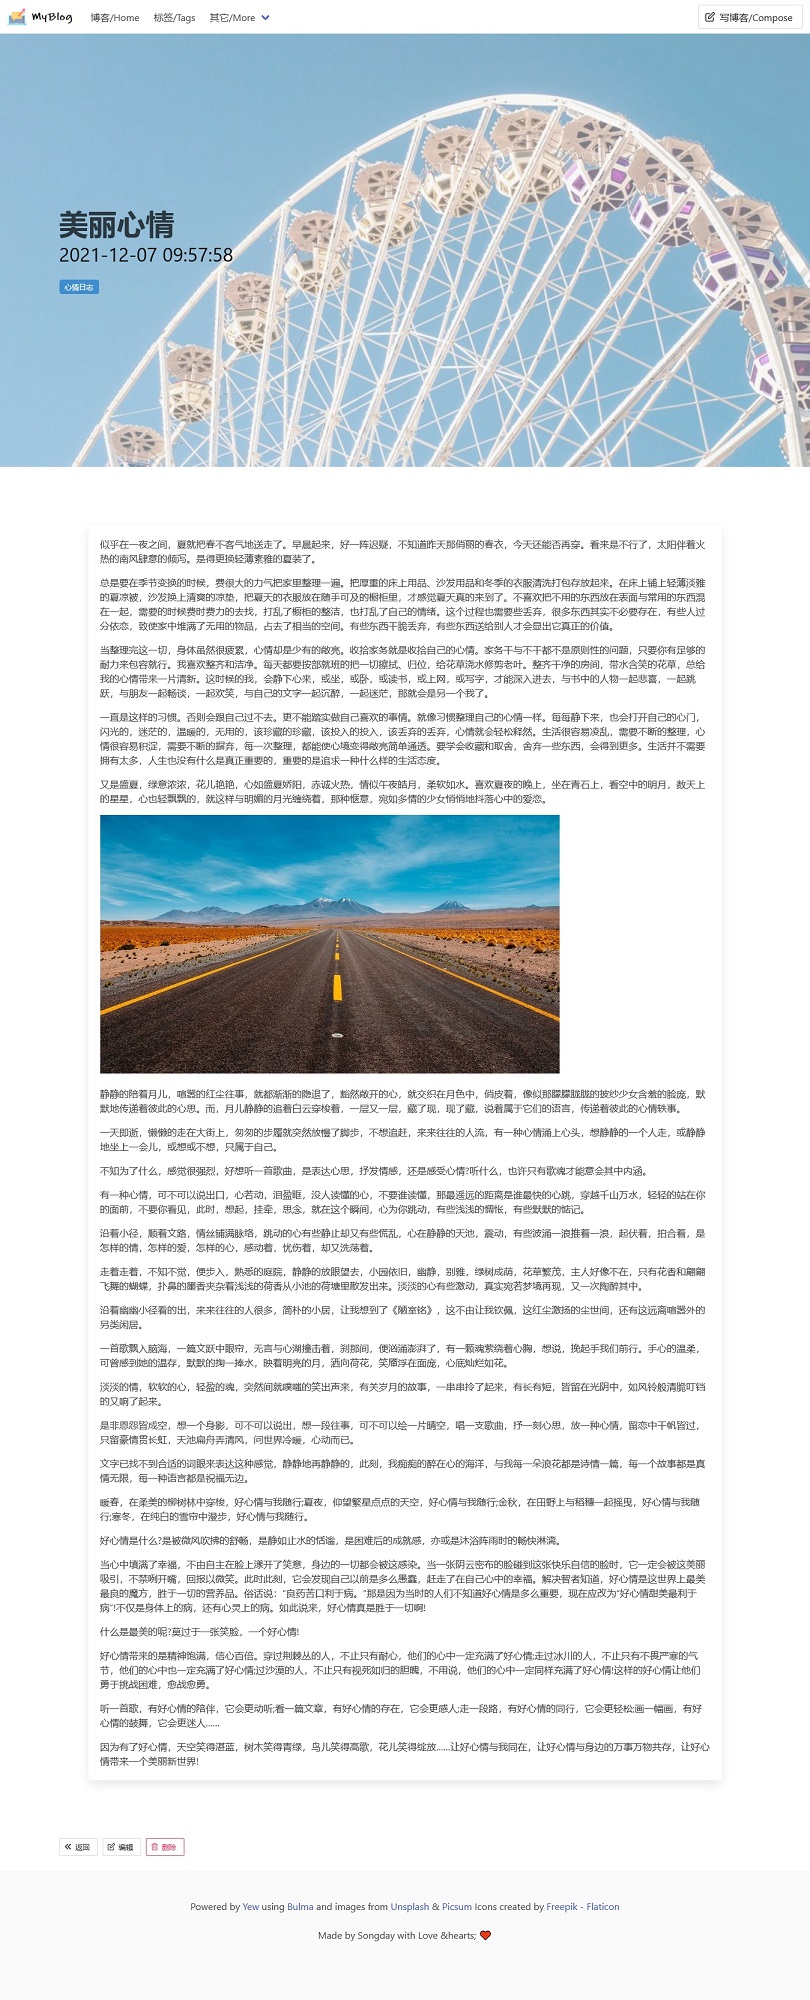 MyBlog 博客/Home 标签/Tags 其它/More 写博客/Compose
美丽心情
2021-12-07 09:57:58
心情日志
似乎在一夜之间，夏就把春不客气地送走了。早晨起来，好一阵迟疑，不知道昨天那俏丽的春衣，今天还能否再穿。看来是不行了，太阳伴着火
热的南风肆意的倾泻。是得更换轻薄素雅的夏装了。
总是要在季节变换的时候，费很大的力气把家里整理一遍。把厚重的床上用品、沙发用品和冬季的衣服清洗打包存放起来。在床上铺上轻薄淡雅
的夏凉被，沙发换上清爽的凉垫，把夏天的衣服放在随手可及的橱柜里，才感觉夏天真的来到了。不喜欢把不用的东西放在表面与常用的东西混
在一起，需要的时候费时费力的去找，打乱了橱柜的整洁，也打乱了自己的情绪。这个过程也需要些丢弃，很多东西其实不必要存在，有些人过
分依恋，致使家中堆满了无用的物品，占去了相当的空间。有些东西干脆丢弃，有些东西送给别人才会显出它真正的价值。
当整理完这一切，身体虽然很疲累，心情却是少有的敞亮。收拾家务就是收拾自己的心情。家务干与不干都不是原则性的问题，只要你有足够的
耐力来包容就行。我喜欢整齐和洁净。每天都要按部就班的把一切擦拭、归位，给花草浇水修剪老叶。整齐干净的房间，带水含笑的花草，总给
我的心情带来一片清新。这时候的我，会静下心来，或坐，或卧，或读书，或上网，或写字，才能深入进去，与书中的人物一起悲喜，一起跳
跃，与朋友一起畅谈，一起欢笑，与自己的文字一起沉醉，一起迷茫，那就会是另一个我了。
一直是这样的习惯。否则会跟自己过不去。更不能踏实做自己喜欢的事情。就像习惯整理自己的心情一样。每每静下来，也会打开自己的心门，
闪光的，迷茫的，温暖的，无用的，该珍藏的珍藏，该投入的投入，该丢弃的丢弃，心情就会轻松释然。生活很容易凌乱，需要不断的整理，心
情很容易积淀，需要不断的摒弃，每一次整理，都能使心境变得敞亮简单通透。要学会收藏和取舍，舍弃一些东西，会得到更多。生活并不需要
拥有太多，人生也没有什么是真正重要的，重要的是追求一种什么样的生活态度。
又是盛夏，绿意浓浓，花儿艳艳，心如盛夏娇阳，赤诚火热，情似午夜皓月，柔软如水。喜欢夏夜的晚上，坐在青石上，看空中的明月，数天上
的星星，心也轻飘飘的，就这样与明媚的月光缠绕着，那种惬意，宛如多情的少女悄悄地抖落心中的爱恋。
静静的陪着月儿，喧嚣的红尘往事，就都渐渐的隐退了，豁然敞开的心，就交织在月色中，俏皮着，像似那朦朦胧胧的披纱少女含羞的脸庞，默
默地传递着彼此的心思。而，月儿静静的追着白云穿梭着，一层又一层，藏了现，现了藏，说着属于它们的语言，传递着彼此的心情轶事。
一天即逝，懒懒的走在大街上，匆匆的步履就突然放慢了脚步，不想追赶，来来往往的人流，有一种心情涌上心头，想静静的一个人走，或静静
地坐上一会儿，或想或不想，只属于自己。
不知为了什么，感觉很强烈，好想听一首歌曲，是表达心思，抒发情感，还是感受心情?听什么，也许只有歌魂才能意会其中内涵。
有一种心情，可不可以说出口，心若动，泪盈眶，没人读懂的心，不要谁读懂，那最遥远的距离是谁最快的心跳，穿越千山万水，轻轻的站在你
的面前，不要你看见，此时，想起，挂牵，思念，就在这个瞬间，心为你跳动，有些浅浅的惆怅，有些默默的惦记。
沿着小径，顺着文路，情丝铺满脉络，跳动的心有些静止却又有些慌乱，心在静静的天池，震动，有些波涌一浪推着一浪，起伏着，拍合着，是
怎样的情，怎样的爱，怎样的心，感动着，忧伤着，却又洗荡着。
走着走着，不知不觉，便步入，熟悉的庭院，静静的放眼望去，小园依旧，幽静，别雅，绿树成荫，花草繁茂，主人好像不在，只有花香和翩翩
飞舞的蝴蝶，扑鼻的墨香夹杂着浅浅的荷香从小池的荷塘里散发出来。淡淡的心有些激动，真实宛若梦境再现，又一次陶醉其中。
沿着幽幽小径看的出，来来往往的人很多，简朴的小居，让我想到了《陋室铭》，这不由让我钦佩，这红尘激扬的尘世间，还有这远离喧嚣外的
另类闲居。
一首歌飘入脑海，一篇文跃中眼帘，无言与心湖撞击着，刹那间，便汹涌澎湃了，有一颗魂萦绕着心胸，想说，挽起手我们前行。手心的温柔，
可曾感到她的温存，默默的掬一捧水，映着明亮的月，洒向荷花，笑靥浮在面庞，心底灿烂如花。
淡淡的情，软软的心，轻盈的魂，突然间就噗嗤的笑出声来，有关岁月的故事，一串串拎了起来，有长有短，皆留在光阴中，如风铃般清脆叮铛
的又响了起来。
是非恩怨皆成空，想一个身影，可不可以说出，想一段往事，可不可以绘一片晴空，唱一支歌曲，抒一刻心思，放一种心情，留恋中千帆皆过，
只留豪情贯长虹，天池扁舟弄清风，问世界冷暖，心动而已。
文字已找不到合适的词眼来表达这种感觉，静静地再静静的，此刻，我痴痴的醉在心的海洋，与我每一朵浪花都是诗情一篇，每一个故事都是真
情无限，每一种语言都是祝福无边。
暖春，在柔美的柳树林中穿梭，好心情与我随行;夏夜，仰望繁星点点的天空，好心情与我随行;金秋，在田野上与稻穗一起摇曳，好心情与我随
行;寒冬，在纯白的雪帘中漫步，好心情与我随行。
好心情是什么?是被微风吹拂的舒畅，是静如止水的恬谧，是困难后的成就感，亦或是沐浴阵雨时的畅快淋漓。
当心中填满了幸福，不由自主在脸上漾开了笑意，身边的一切都会被这感染。当一张阴云密布的脸碰到这张快乐自信的脸时，它一定会被这美丽
吸引，不禁咧开嘴，回报以微笑。此时此刻，它会发现自己以前是多么愚蠢，赶走了在自己心中的幸福。解决智者知道，好心情是这世界上最美
最良的魔方，胜于一切的营养品。俗话说：“良药苦口利于病。”那是因为当时的人们不知道好心情是多么重要，现在应改为“好心情甜美最利于
病”!不仅是身体上的病，还有心灵上的病。如此说来，好心情真是胜于一切啊!
什么是最美的呢?莫过于一张笑脸，一个好心情!
好心情带来的是精神饱满，信心百倍。穿过荆棘丛的人，不止只有耐心，他们的心中一定充满了好心情;走过冰川的人，不止只有不畏严寒的气
节，他们的心中也一定充满了好心情;过沙漠的人，不止只有视死如归的胆魄，不用说，他们的心中一定同样充满了好心情!这样的好心情让他们
勇于挑战困难，愈战愈勇。
听一首歌，有好心情的陪伴，它会更动听;看一篇文章，有好心情的存在，它会更感人;走一段路，有好心情的同行，它会更轻松;画一幅画，有好
心情的鼓舞，它会更迷人……
因为有了好心情，天空笑得湛蓝，树木笑得青绿，鸟儿笑得高歌，花儿笑得绽放……让好心情与我同在，让好心情与身边的万事万物共存，让好心
情带来一个美丽新世界!
返回 编辑 删除
Powered by Yew using Bulma and images from Unsplash & Picsum Icons created by Freepik - Flaticon
Made by Songday with Love &hearts; ❤